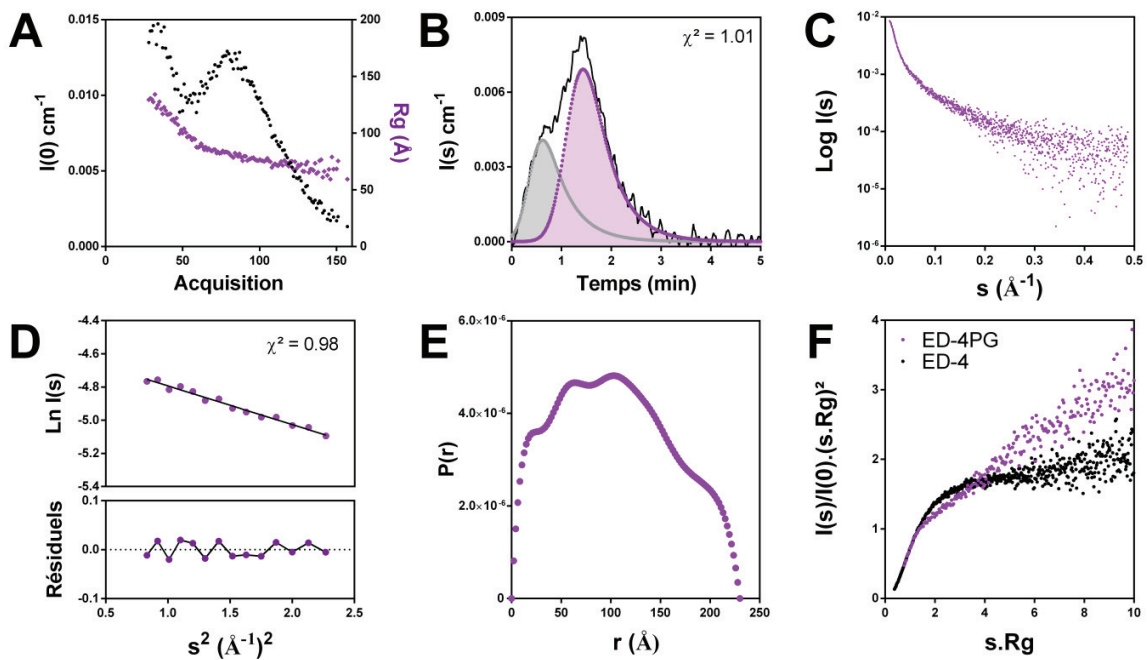 A
I(0) cm⁻¹
0.015
0.010
0.005
0.000
0
50
100
150
Acquisition
200
150
100
50
0
Rg (Å)
B
χ² = 1.01
I(s) cm⁻¹
0.009
0.006
0.003
0.000
0
1
2
3
4
5
Temps (min)
C
Log I(s)
10⁻²
10⁻³
10⁻⁴
10⁻⁵
10⁻⁶
0
0.1
0.2
0.3
0.4
0.5
s (Å⁻¹)
D
χ² = 0.98
Ln I(s)
-4.4
-4.6
-4.8
-5.0
-5.2
-5.4
Résiduels
0.1
0.0
-0.1
0.5
1.0
1.5
2.0
2.5
s² (Å⁻¹)²
E
P(r)
6.0×10⁻⁶
4.×10⁻⁶
2.×10⁻⁶
0
0
50
100
150
200
250
r (Å)
F
ED-4PG
ED-4
I(s)/I(0).(s.Rg)²
4
3
2
1
0
0
2
4
6
8
10
s.Rg